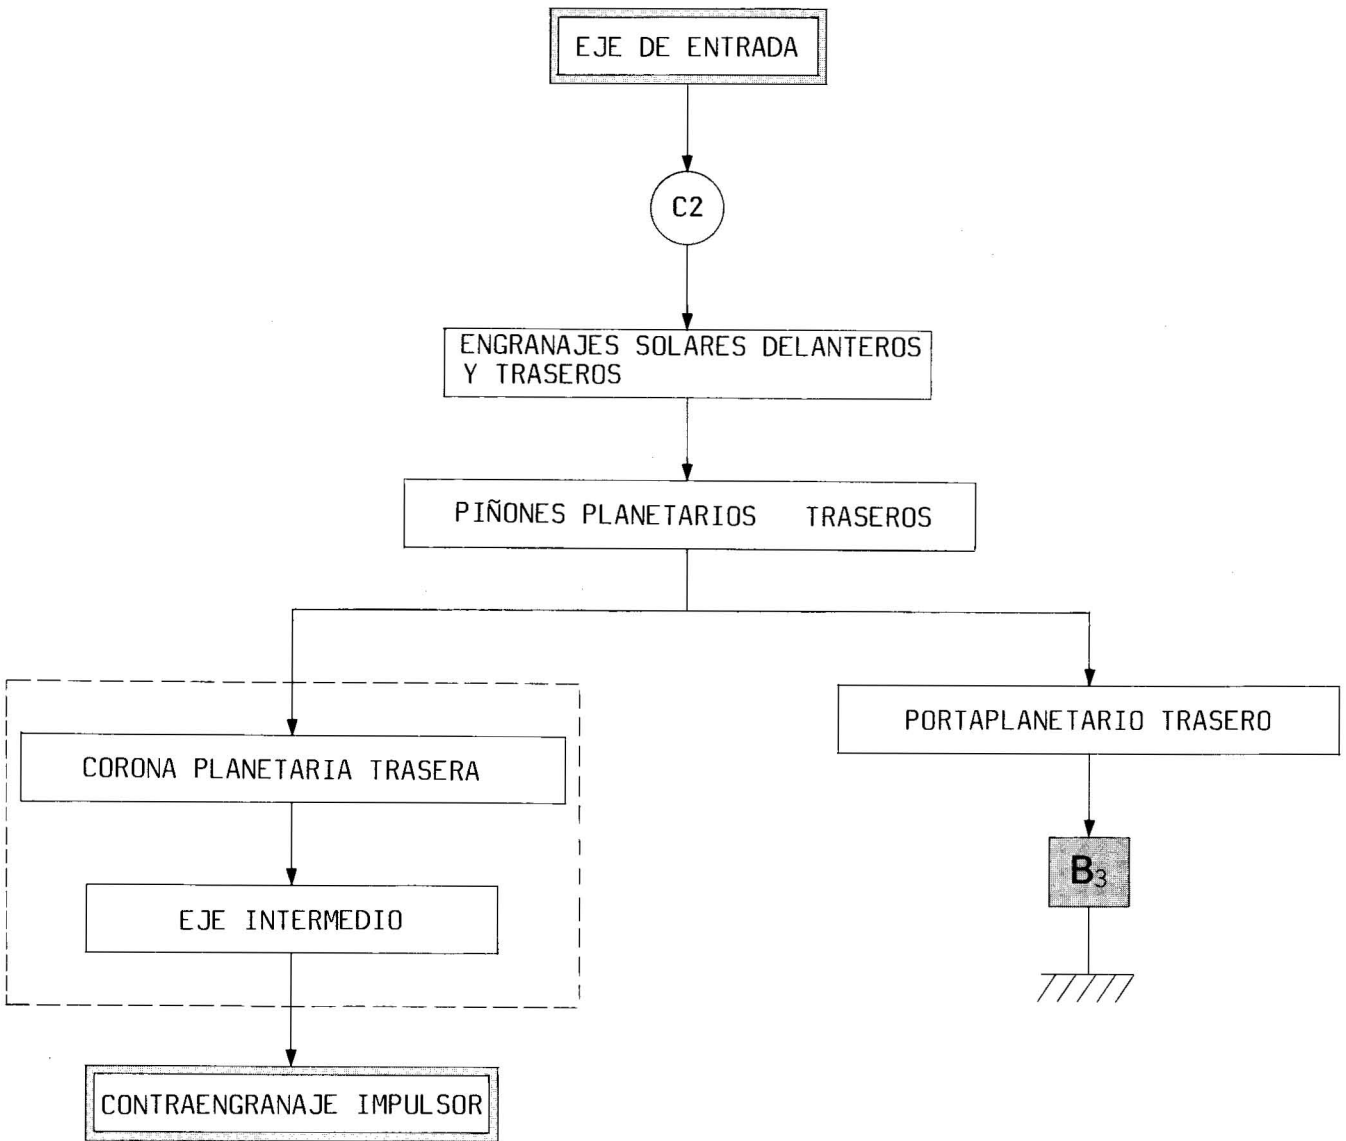 EJE DE ENTRADA
C2
ENGRANAJES SOLARES DELANTEROS
Y TRASEROS
PIÑONES PLANETARIOS TRASEROS
CORONA PLANETARIA TRASERA
PORTAPLANETARIO TRASERO
B3
EJE INTERMEDIO
CONTRAENGRANAJE IMPULSOR